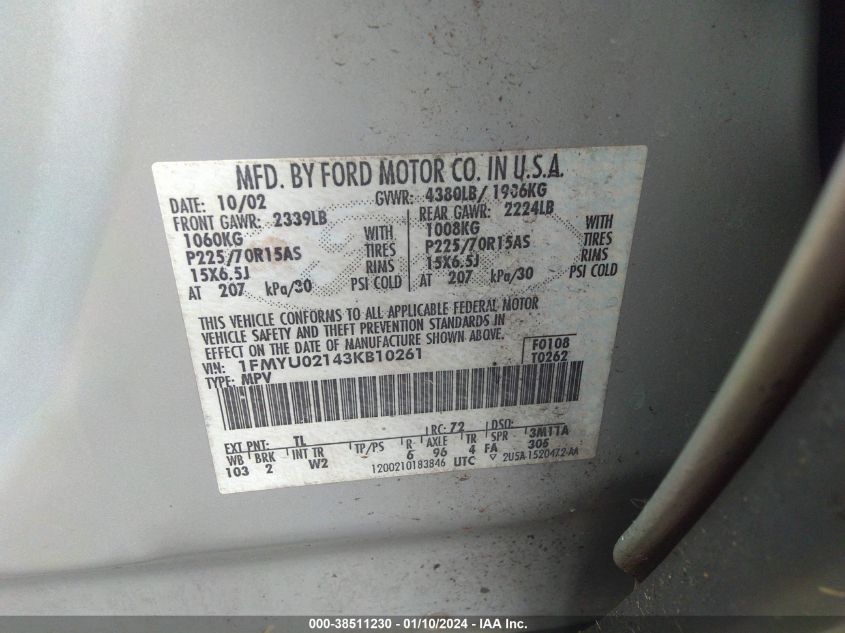 MFD. BY FORD MOTOR CO. IN U.S.A.
DATE: 10/02 GVWR: 4380LB/ 1986KG
FRONT GAWR: 2339LB REAR GAWR: 2224LB
1060KG WITH 1008KG WITH
P225/70R15AS TIRES P225/70R15AS TIRES
15X6.5J RIMS 15X6.5J RIMS
AT 207 kPa/30 PSI COLD AT 207 kPa/30 PSI COLD
THIS VEHICLE CONFORMS TO ALL APPLICABLE FEDERAL MOTOR
VEHICLE SAFETY AND THEFT PREVENTION STANDARDS IN
EFFECT ON THE DATE OF MANUFACTURE SHOWN ABOVE.
VIN: 1FMYU02143KB10261 F0108
TYPE: MPV T0262
EXT PNT: TL RC: 72 DSO:
WB BRK INT TR TP/PS R AXLE TR SPR 3M11A
103 2 W2 6 96 4 FA 305
1200210183846 UTC ▽ 2U5A-1520472-AA
000-38511230 - 01/10/2024 - IAA Inc.